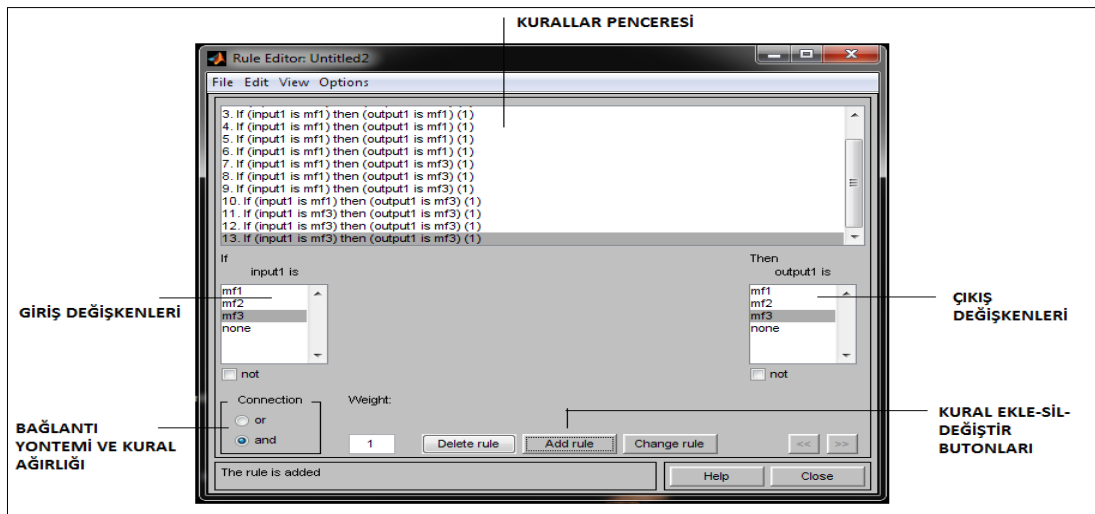 KURALLAR PENCERESİ
Rule Editor: Untitled2
File Edit View Options
3. If (input1 is mf1) then (output1 is mf1) (1)
4. If (input1 is mf1) then (output1 is mf1) (1)
5. If (input1 is mf1) then (output1 is mf1) (1)
6. If (input1 is mf1) then (output1 is mf1) (1)
7. If (input1 is mf1) then (output1 is mf3) (1)
8. If (input1 is mf1) then (output1 is mf3) (1)
9. If (input1 is mf1) then (output1 is mf3) (1)
10. If (input1 is mf1) then (output1 is mf3) (1)
11. If (input1 is mf3) then (output1 is mf3) (1)
12. If (input1 is mf3) then (output1 is mf3) (1)
13. If (input1 is mf3) then (output1 is mf3) (1)
If
input1 is
mf1
mf2
mf3
none
not
Then
output1 is
mf1
mf2
mf3
none
not
GİRİŞ DEĞİŞKENLERİ
ÇIKIŞ
DEĞİŞKENLERİ
Connection
or
and
Weight:
1
Delete rule
Add rule
Change rule
<<
>>
BAĞLANTI
YONTEMİ VE KURAL
AĞIRLIĞI
KURAL EKLE-SİL-
DEĞİŞTİR
BUTONLARI
The rule is added
Help
Close